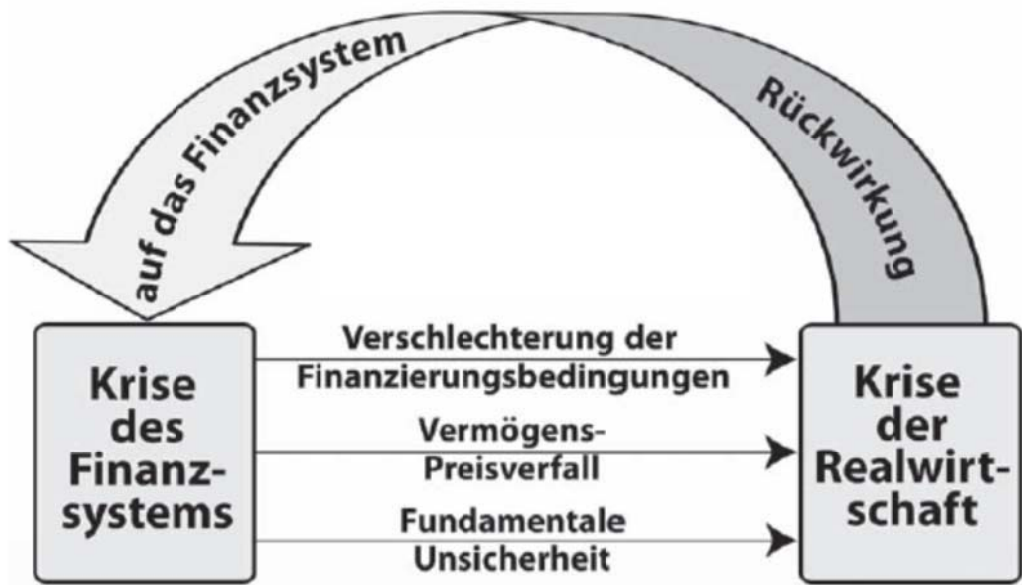 Rückwirkung
auf das Finanzsystem
Krise
des
Finanz-
systems
Verschlechterung der
Finanzierungsbedingungen
Vermögens-
Preisverfall
Fundamentale
Unsicherheit
Krise
der
Realwirt-
schaft